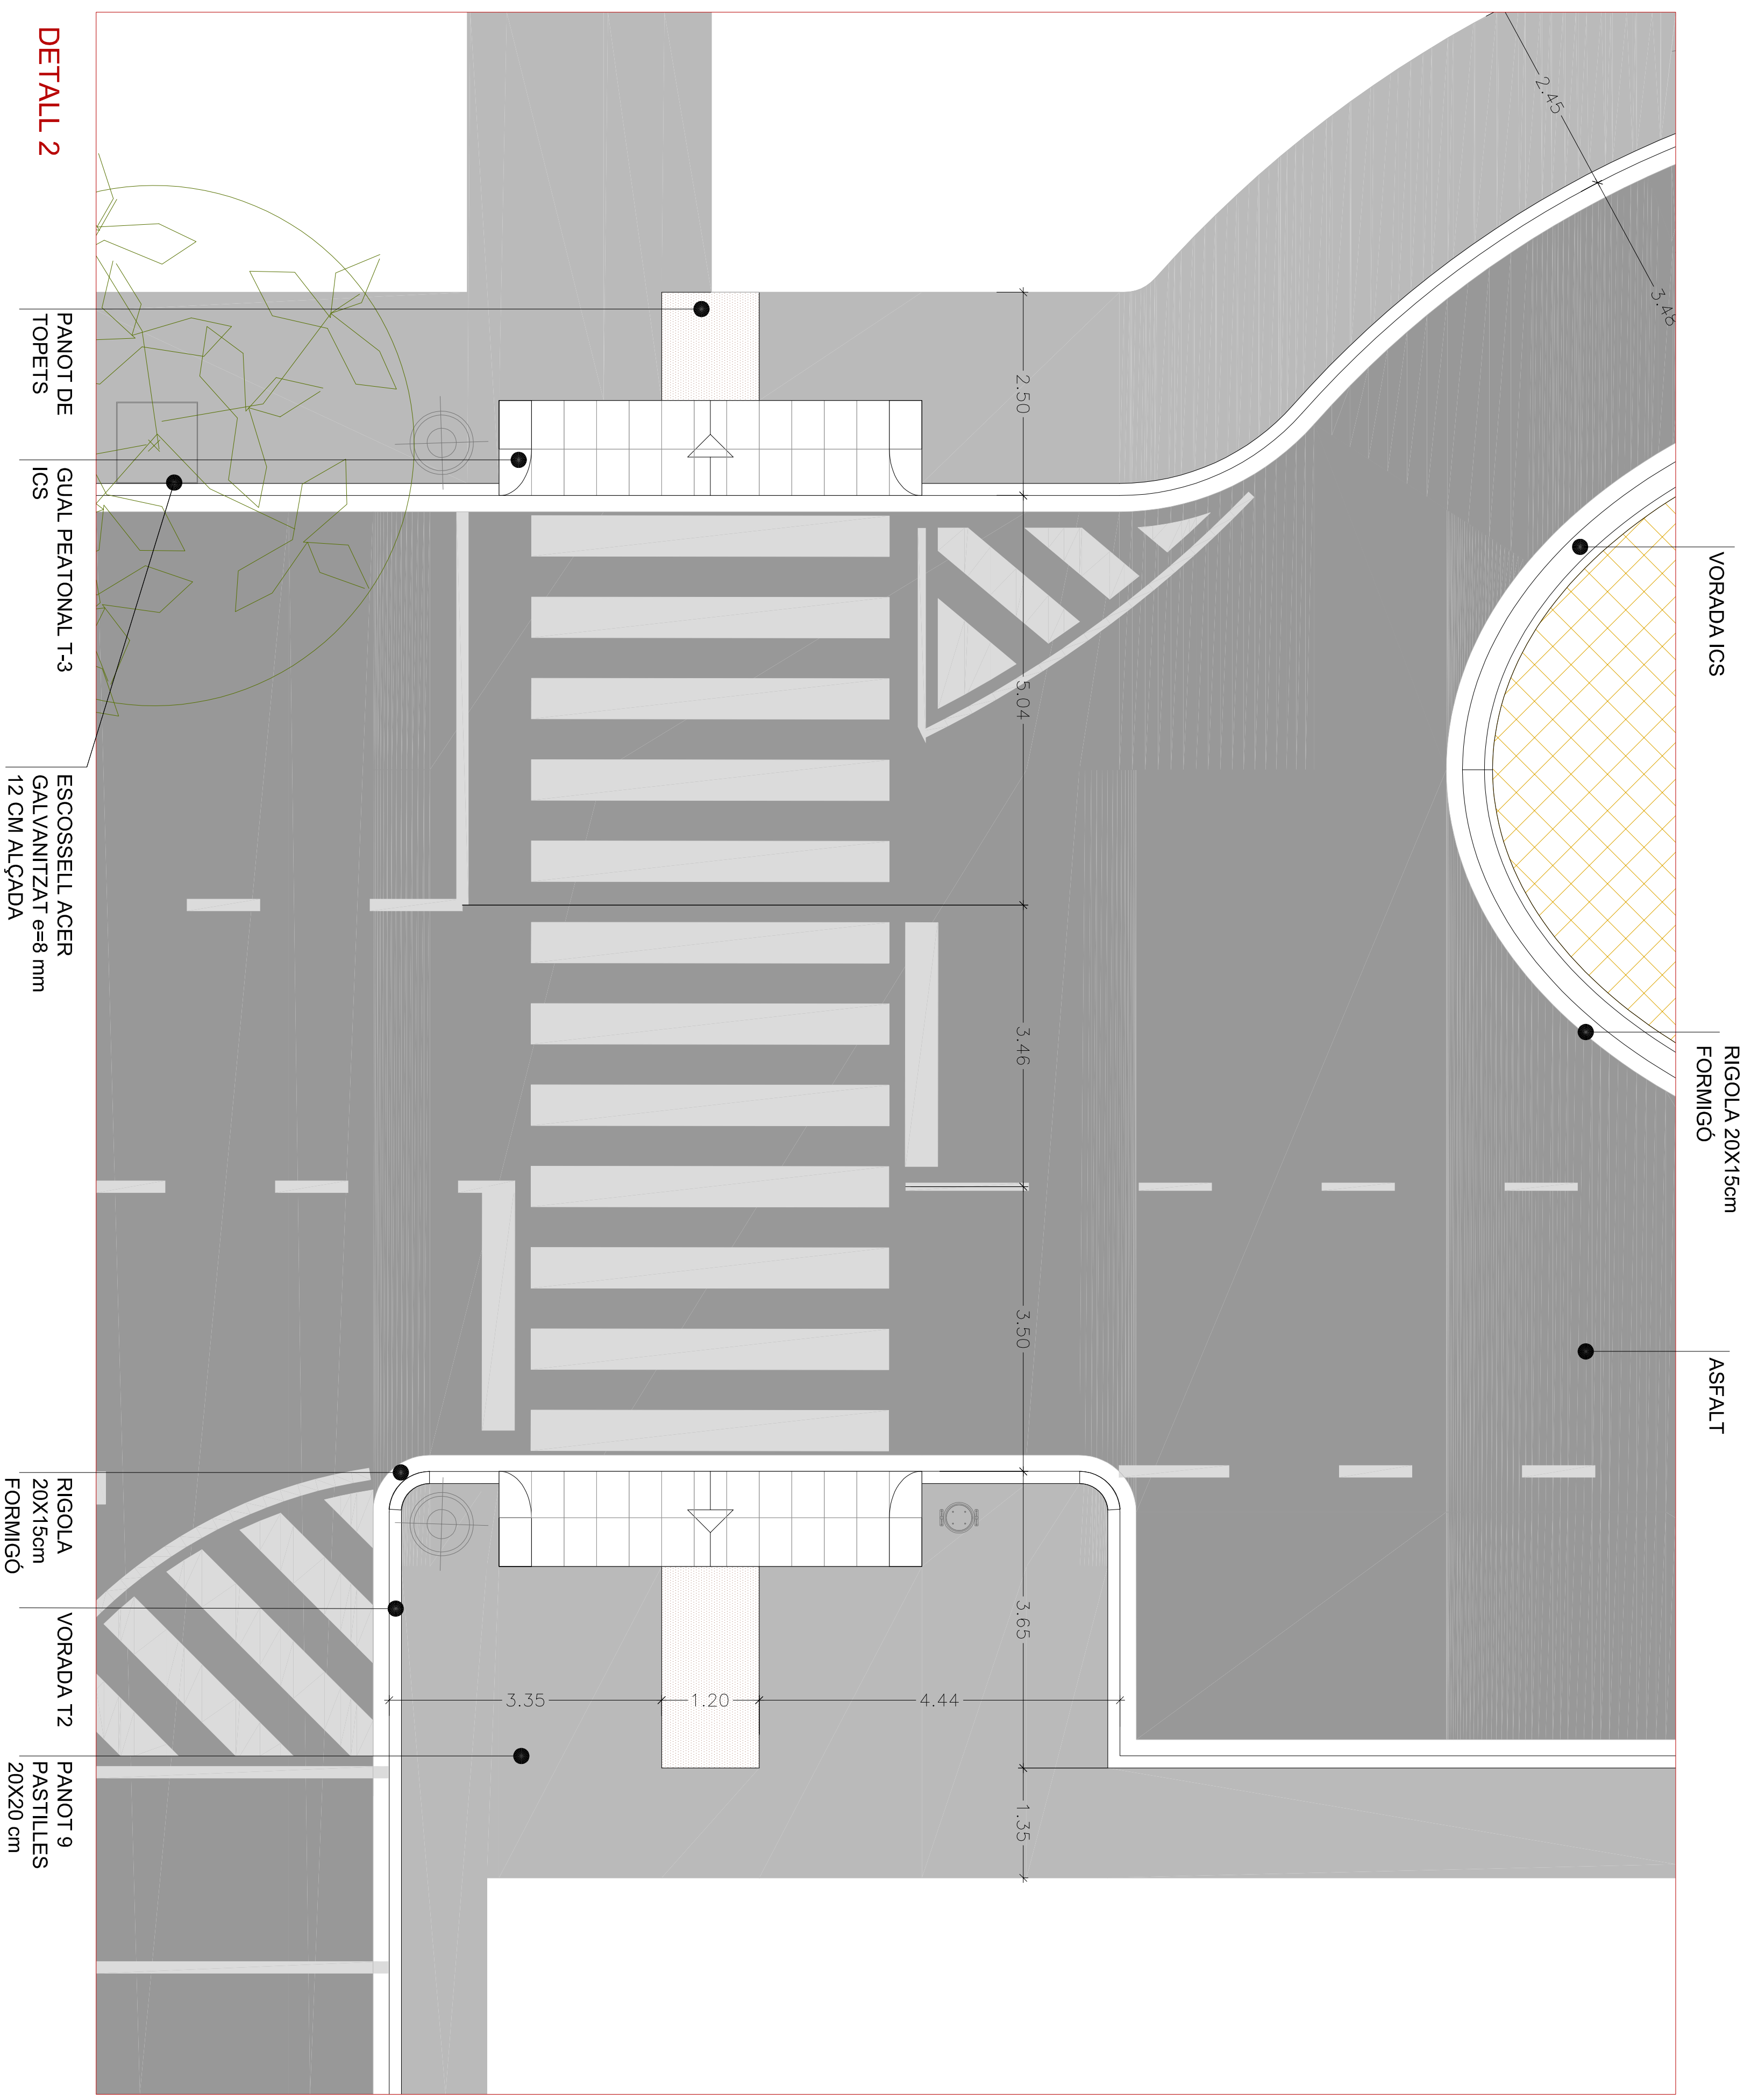 DETALL 2
VORADA ICS
RIGOLA 20X15cm
FORMIGÓ
ASFALT
2.45
3.48
2.50
5.04
3.46
3.50
3.65
1.35
3.35
1.20
4.44
PANOT DE
TOPETS
GUAL PEATONAL T-3
ICS
ESCOSSELL ACER
GALVANITZAT e=8 mm
12 CM ALÇADA
RIGOLA
20X15cm
FORMIGÓ
VORADA T2
PANOT 9
PASTILLES
20X20 cm